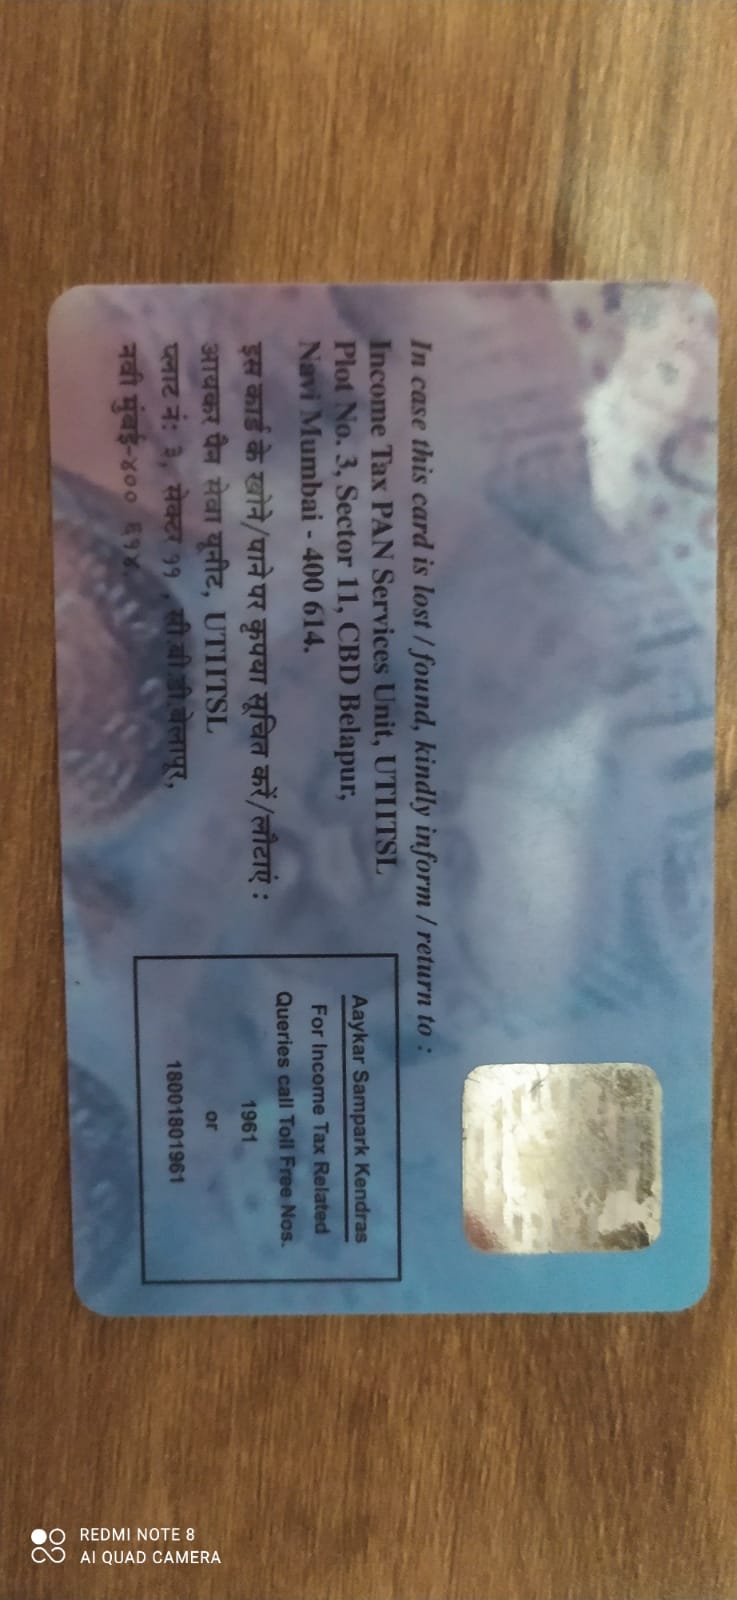 In case this card is lost / found, kindly inform / return to :
Income Tax PAN Services Unit, UTIITSL
Plot No. 3, Sector 11, CBD Belapur,
Navi Mumbai - 400 614.
इस कार्ड के खोने/पाने पर कृपया सूचित करें/लौटाएं :
आयकर पैन सेवा यूनीट, UTIITSL
प्लाट नं: ३, सेक्टर ११ , सी.बी.डी.बेलापूर,
नवी मुंबई-४०० ६१४.
Aaykar Sampark Kendras
For Income Tax Related
Queries call Toll Free Nos.
1961
or
18001801961
REDMI NOTE 8
AI QUAD CAMERA